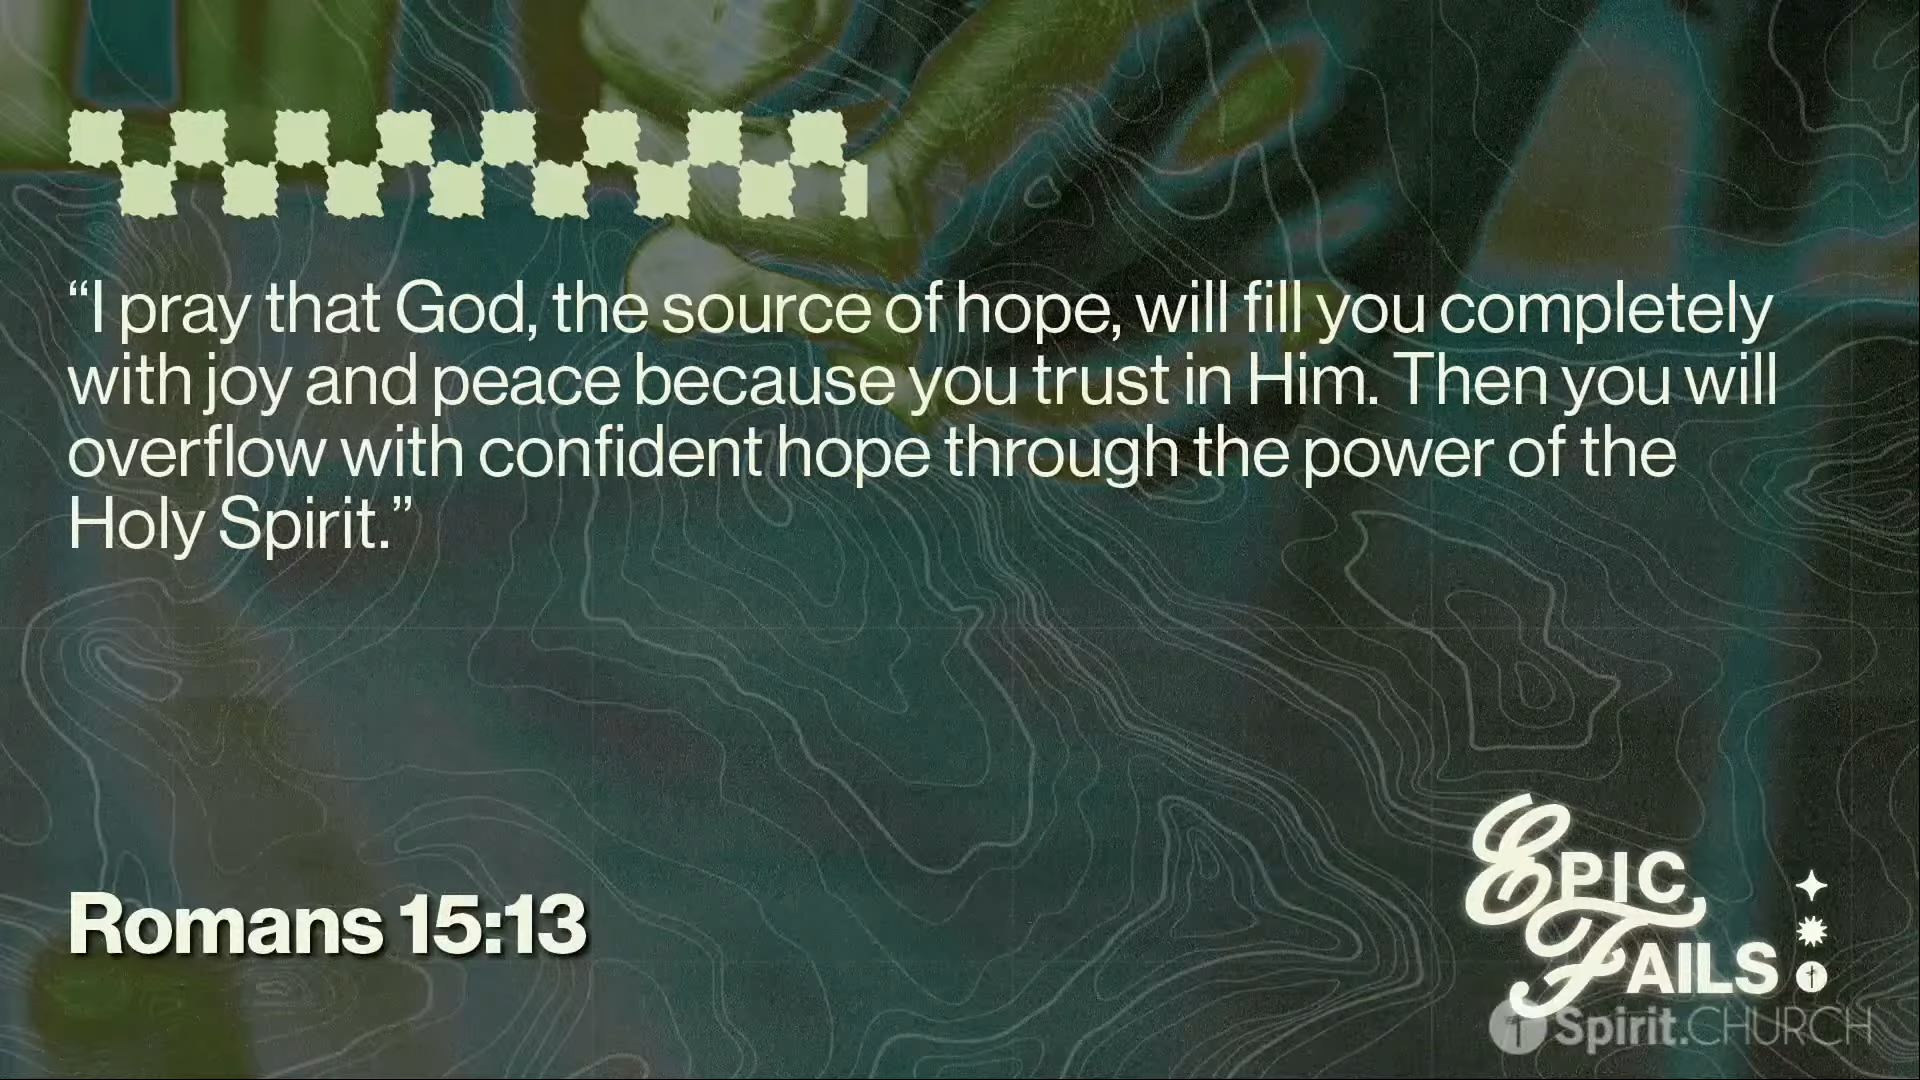 “I pray that God, the source of hope, will fill you completely
with joy and peace because you trust in Him. Then you will
overflow with confident hope through the power of the
Holy Spirit.”
Romans 15:13
EPIC
FAILS
Spirit.CHURCH